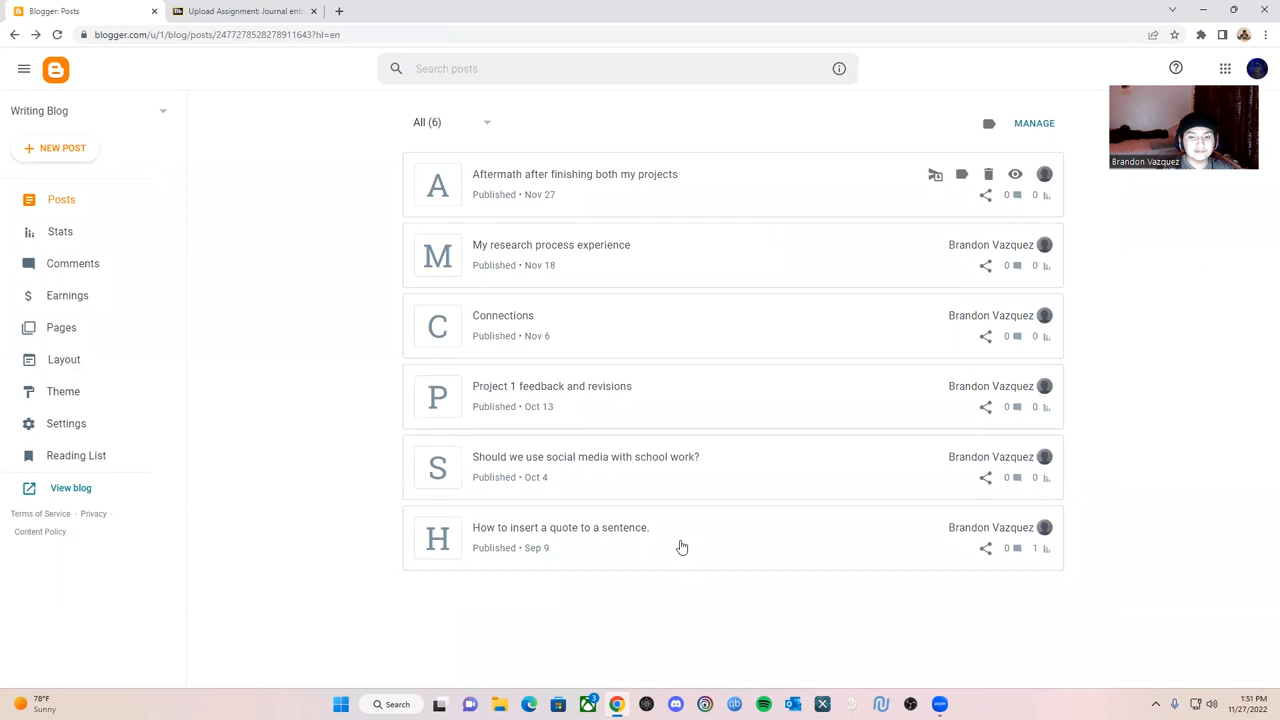 Blogger: Posts
Upload Assignment: Journal entr
blogger.com/u/1/blog/posts/2477278528278911643?hl=en
Search posts
Writing Blog
NEW POST
Posts
Stats
Comments
Earnings
Pages
Layout
Theme
Settings
Reading List
View blog
Terms of Service · Privacy ·
Content Policy
All (6)
MANAGE
A
Aftermath after finishing both my projects
Published • Nov 27
0 0
M
My research process experience
Brandon Vazquez
Published • Nov 18
0 0
C
Connections
Brandon Vazquez
Published • Nov 6
0 0
P
Project 1 feedback and revisions
Brandon Vazquez
Published • Oct 13
0 0
S
Should we use social media with school work?
Brandon Vazquez
Published • Oct 4
0 0
H
How to insert a quote to a sentence.
Brandon Vazquez
Published • Sep 9
0 1
Brandon Vazquez
78°F
Sunny
Search
3
1:51 PM
11/27/2022